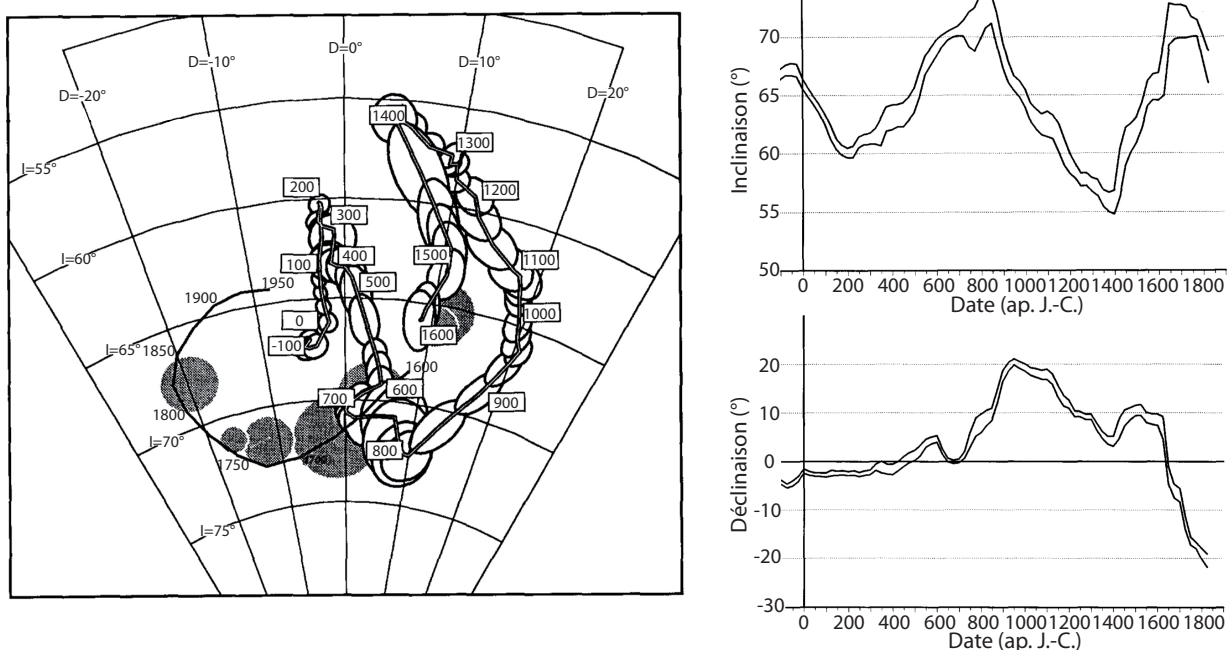 D=0°
D=-10°
D=10°
D=-20°
D=20°
1400
1300
I=55°
200
1200
300
I=60°
100
400
1500
1100
500
1950
1900
0
1000
1600
-100
I=65°
1850
1600
600
700
900
1800
I=70°
800
1750
1700
I=75°
Inclinaison (°)
70
65
60
55
50
0 200 400 600 800 1000 1200 1400 1600 1800
Date (ap. J.-C.)
Déclinaison (°)
20
10
0
-10
-20
-30
0 200 400 600 800 1000 1200 1400 1600 1800
Date (ap. J.-C.)